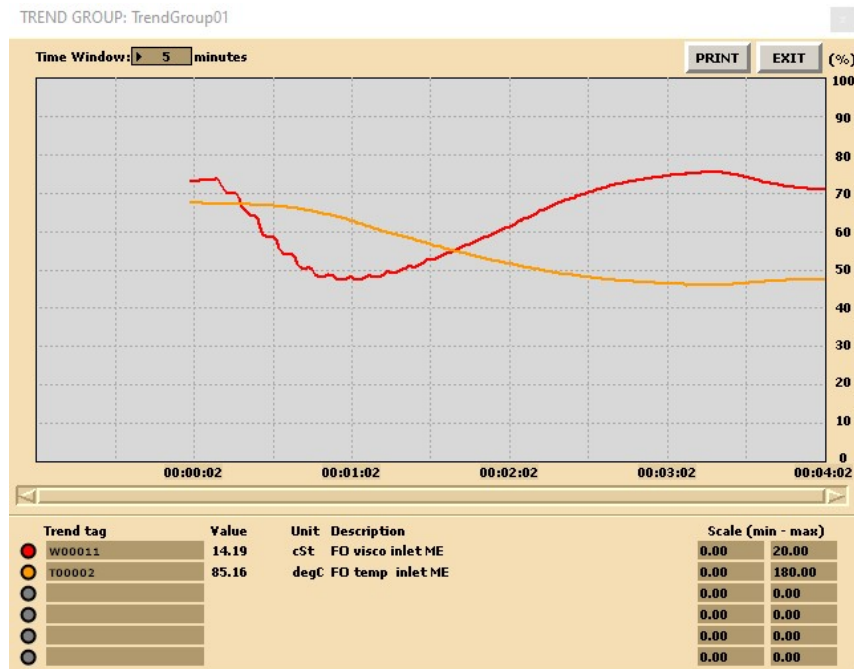 TREND GROUP: TrendGroup01
Time Window: 5 minutes
PRINT EXIT (%)
100
90
80
70
60
50
40
30
20
10
0
00:00:02 00:01:02 00:02:02 00:03:02 00:04:02
Trend tag Value Unit Description Scale (min - max)
W00011 14.19 cSt FO visco inlet ME 0.00 20.00
T00002 85.16 degC FO temp inlet ME 0.00 180.00
0.00 0.00
0.00 0.00
0.00 0.00
0.00 0.00